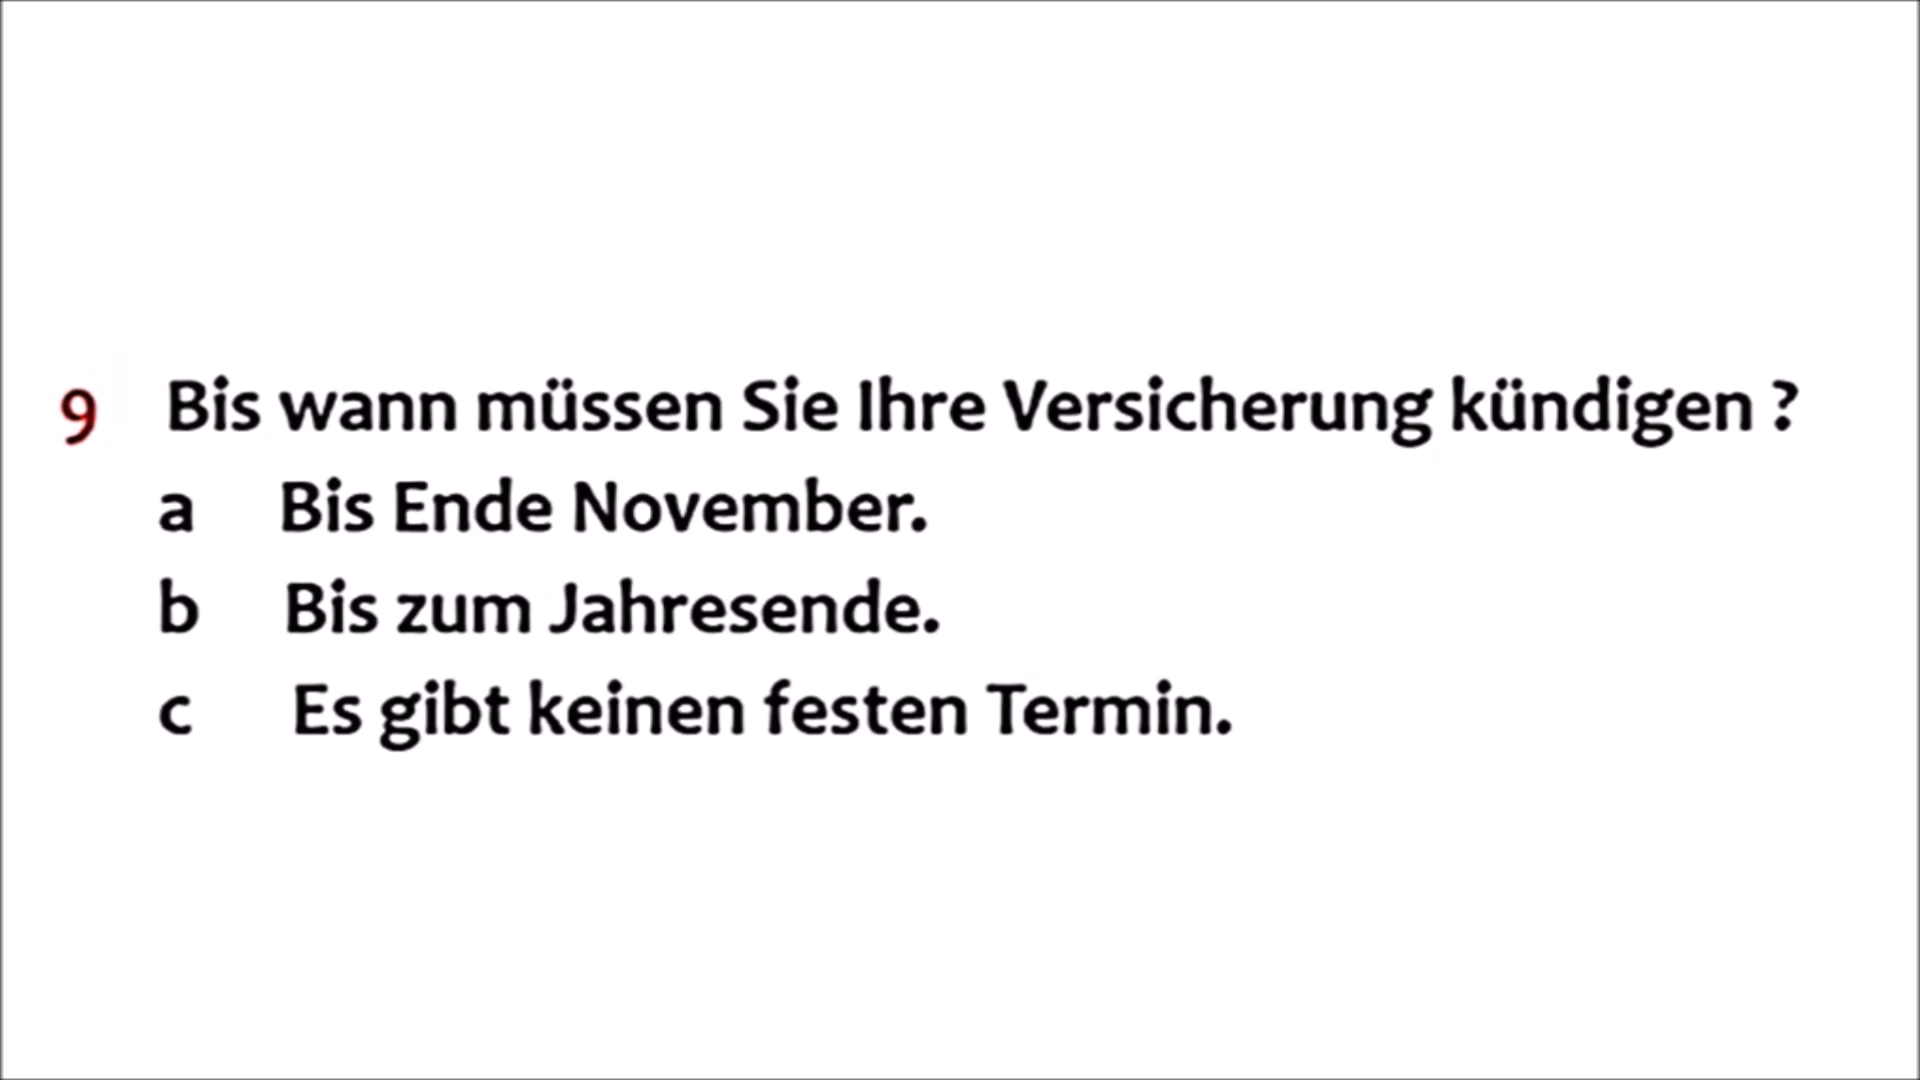 9 Bis wann müssen Sie Ihre Versicherung kündigen ?
a Bis Ende November.
b Bis zum Jahresende.
c Es gibt keinen festen Termin.